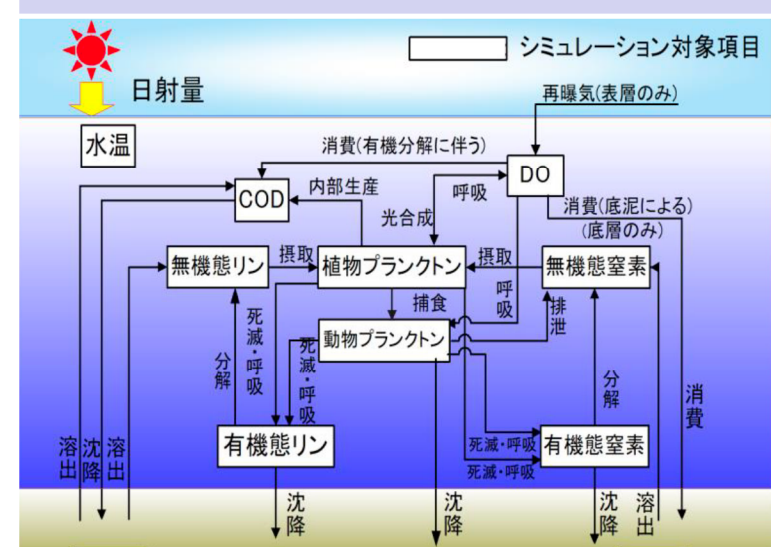 シミュレーション対象項目
日射量
再曝気(表層のみ)
水温
消費(有機分解に伴う)
DO
COD
内部生産
呼吸
光合成
消費(底泥による)
(底層のみ)
無機態リン
摂取
植物プランクトン
摂取
無機態窒素
呼吸
捕食
排泄
動物プランクトン
分解
死滅・呼吸
死滅・呼吸
分解
消費
有機態リン
死滅・呼吸
死滅・呼吸
有機態窒素
溶出
沈降
溶出
沈降
沈降
沈降
溶出